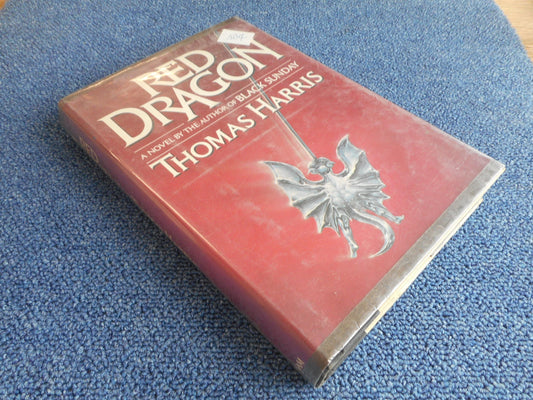 RED
DRAGON
A NOVEL BY THE AUTHOR OF BLACK SUNDAY
THOMAS HARRIS